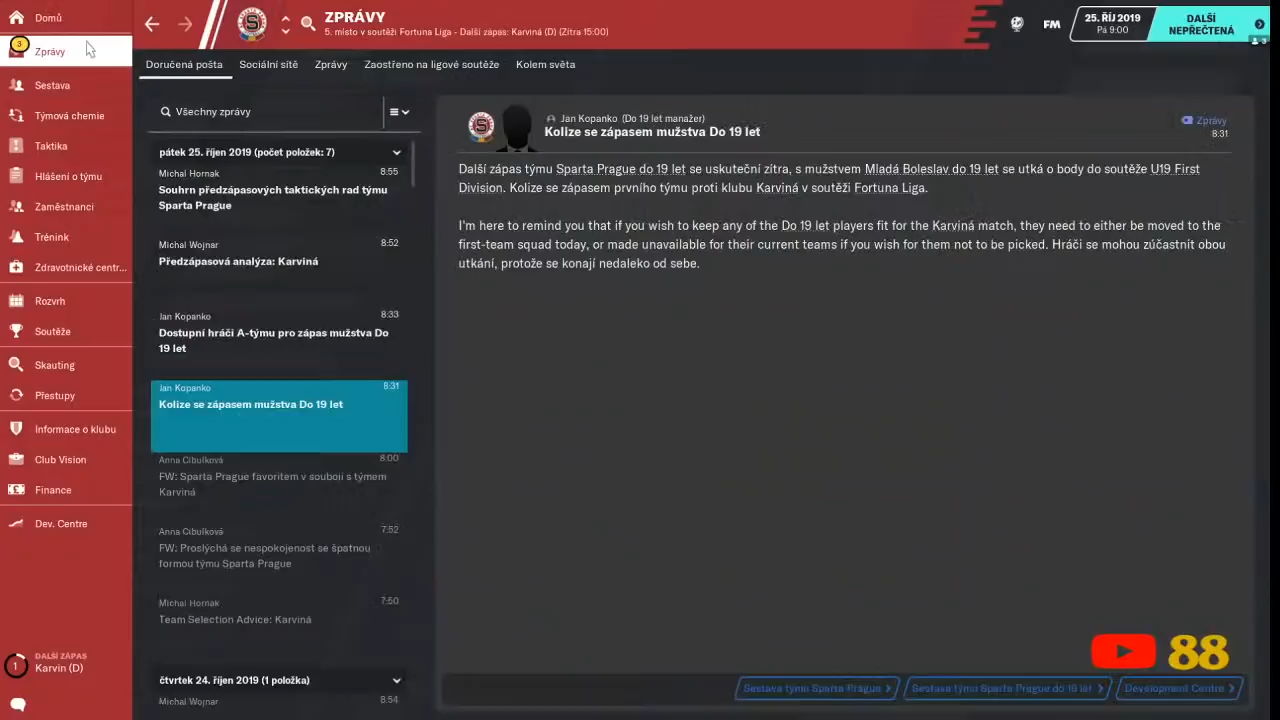 Domů
3
Zprávy
Sestava
Týmová chemie
Taktika
Hlášení o týmu
Zaměstnanci
Trénink
Zdravotnické centr...
Rozvrh
Soutěže
Skauting
Přestupy
Informace o klubu
Club Vision
Finance
Dev. Centre
1
DALŠÍ ZÁPAS
Karvin (D)
ZPRÁVY
5. místo v soutěži Fortuna Liga - Další zápas: Karviná (D) (Zítra 15:00)
FM
25. ŘÍJ 2019
Pá 9:00
DALŠÍ
NEPŘEČTENÁ
3
Doručená pošta
Sociální sítě
Zprávy
Zaostřeno na ligové soutěže
Kolem světa
Všechny zprávy
pátek 25. říjen 2019 (počet položek: 7)
Michal Hornak 8:55
Souhrn předzápasových taktických rad týmu
Sparta Prague
Michal Wojnar 8:52
Předzápasová analýza: Karviná
Jan Kopanko 8:33
Dostupní hráči A-týmu pro zápas mužstva Do
19 let
Jan Kopanko 8:31
Kolize se zápasem mužstva Do 19 let
Anna Cibulková 8:00
FW: Sparta Prague favoritem v souboji s týmem
Karviná
Anna Cibulková 7:52
FW: Proslýchá se nespokojenost se špatnou
formou týmu Sparta Prague
Michal Hornak 7:50
Team Selection Advice: Karviná
čtvrtek 24. říjen 2019 (1 položka)
Michal Wojnar 8:54
Jan Kopanko (Do 19 let manažer)
Kolize se zápasem mužstva Do 19 let
Zprávy
8:31
Další zápas týmu Sparta Prague do 19 let se uskuteční zítra, s mužstvem Mladá Boleslav do 19 let se utká o body do soutěže U19 First
Division. Kolize se zápasem prvního týmu proti klubu Karviná v soutěži Fortuna Liga.
I'm here to remind you that if you wish to keep any of the Do 19 let players fit for the Karviná match, they need to either be moved to the
first-team squad today, or made unavailable for their current teams if you wish for them not to be picked. Hráči se mohou zúčastnit obou
utkání, protože se konají nedaleko od sebe.
88
Sestava týmu Sparta Prague
Sestava týmu Sparta Prague do 19 let
Development Centre